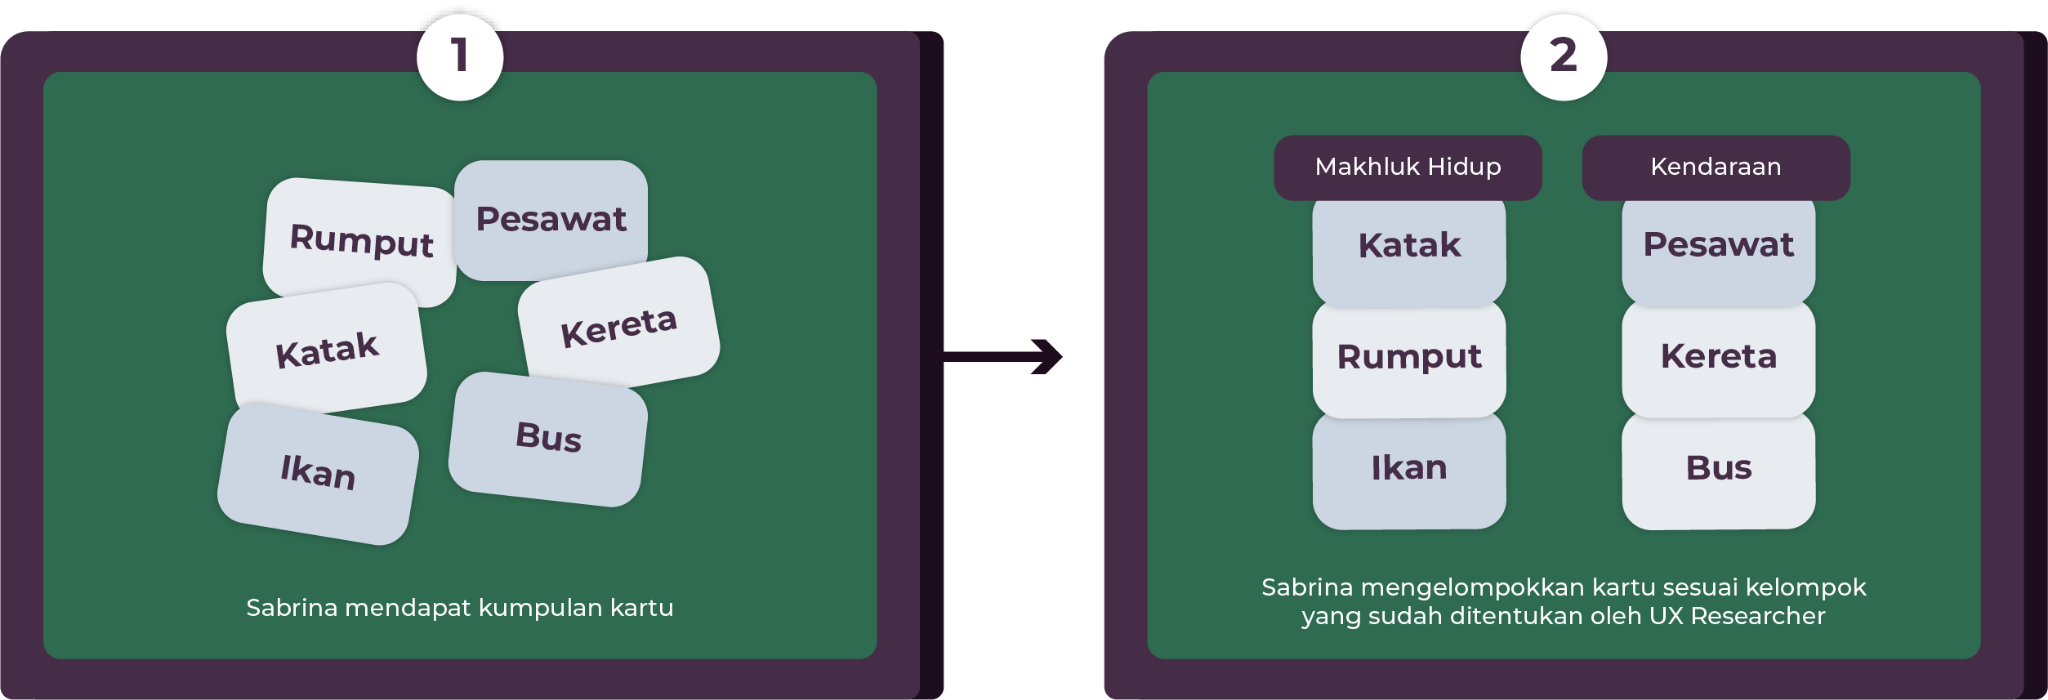 1
Rumput
Pesawat
Katak
Kereta
Ikan
Bus
Sabrina mendapat kumpulan kartu
2
Makhluk Hidup
Kendaraan
Katak
Pesawat
Rumput
Kereta
Ikan
Bus
Sabrina mengelompokkan kartu sesuai kelompok
yang sudah ditentukan oleh UX Researcher